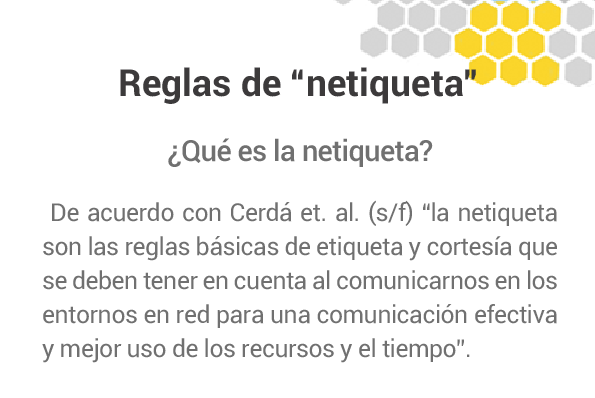 Reglas de “netiqueta”
¿Qué es la netiqueta?
De acuerdo con Cerdá et. al. (s/f) “la netiqueta
son las reglas básicas de etiqueta y cortesía que
se deben tener en cuenta al comunicarnos en los
entornos en red para una comunicación efectiva
y mejor uso de los recursos y el tiempo”.